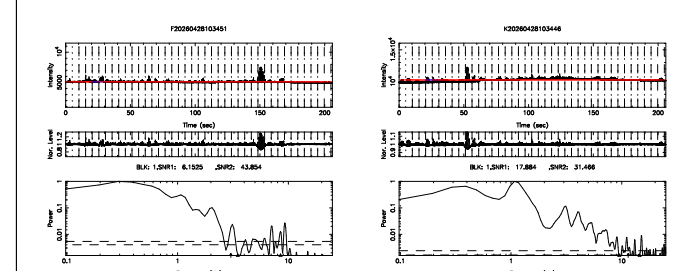 F20260428103451
10⁴
5000
Intensity
0 50 100 150 200
Time (sec)
0.8 1 1.2
Nor. Level
BLK: 1,SNR1: 6.1525 ,SNR2: 43.854
1
0.1
0.01
Power
0.1 1 10
K20260428103446
1.5×10⁴
10⁴
Intensity
0 50 100 150 200
Time (sec)
0.9 1 1.1
Nor. Level
BLK: 1,SNR1: 17.884 ,SNR2: 31.466
1
0.1
0.01
Power
0.1 1 10